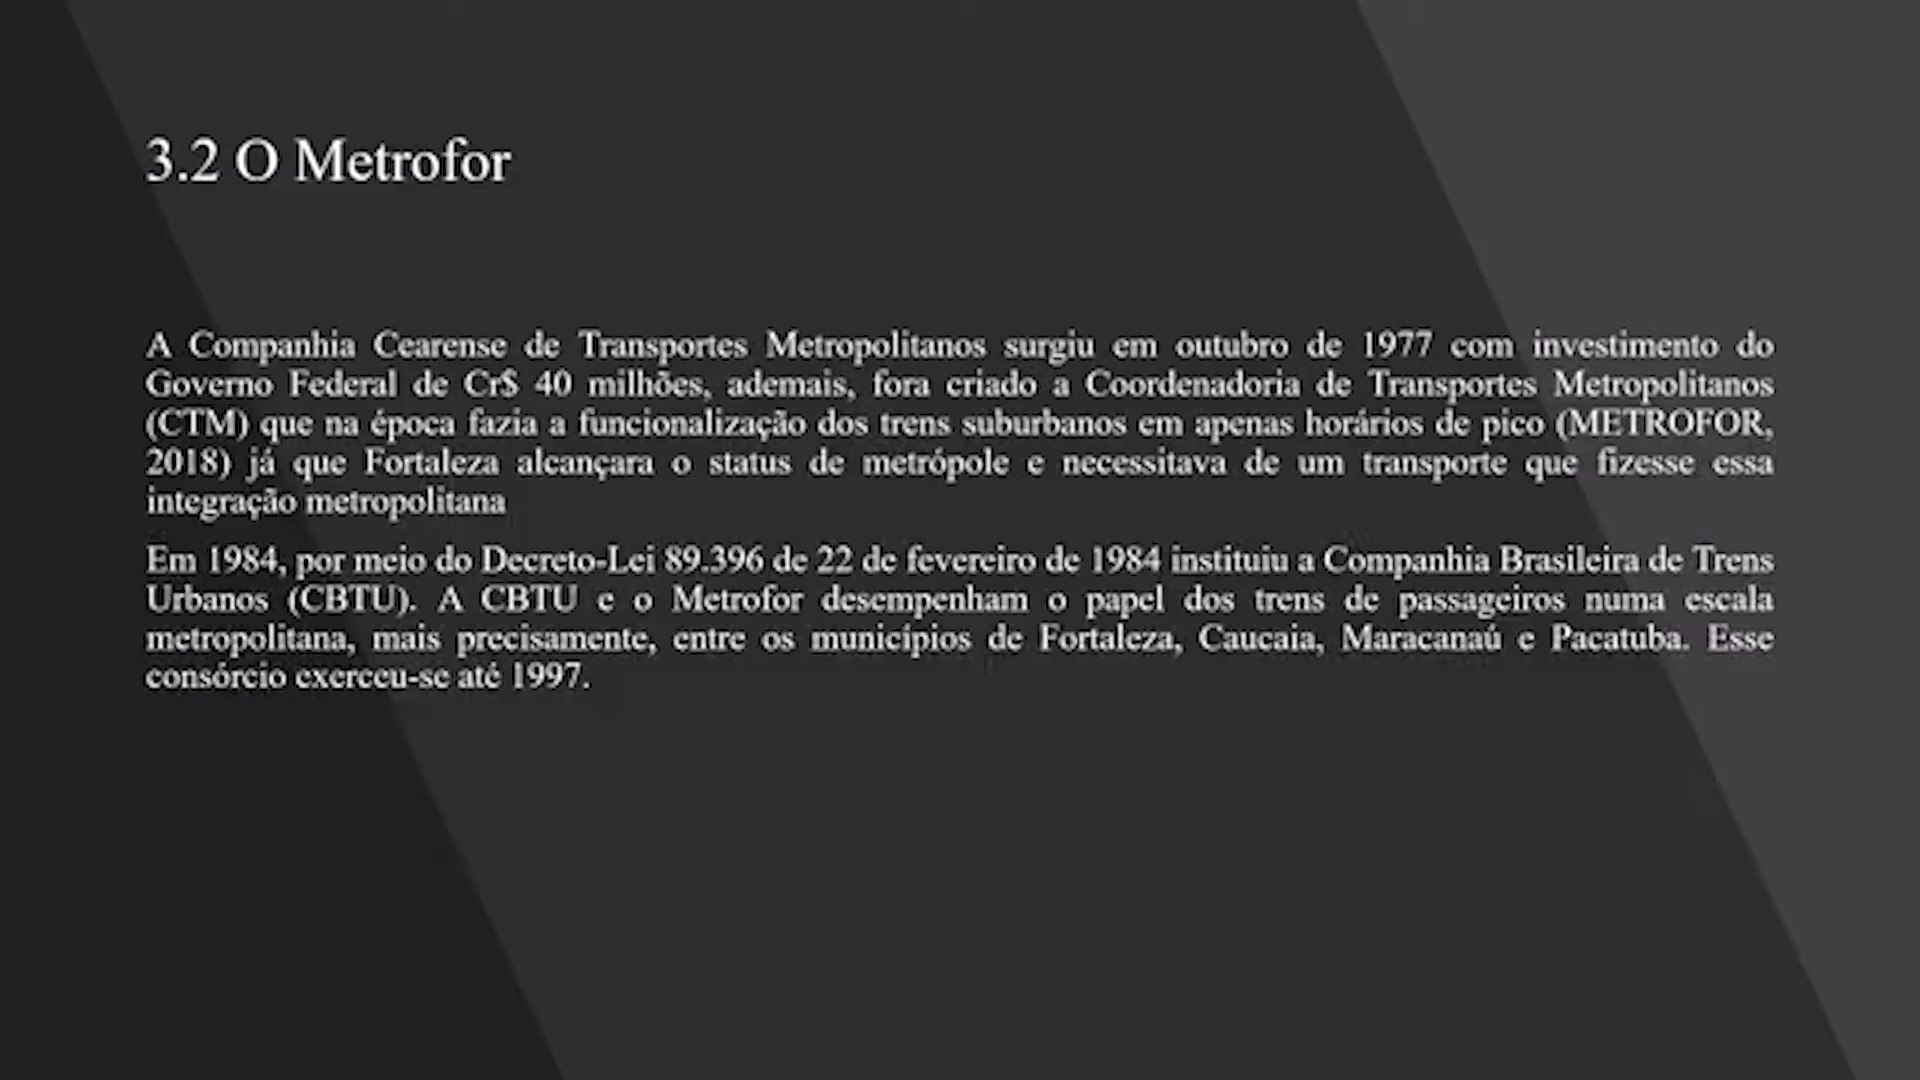 3.2 O Metrofor
A Companhia Cearense de Transportes Metropolitanos surgiu em outubro de 1977 com investimento do
Governo Federal de Cr$ 40 milhões, ademais, fora criado a Coordenadoria de Transportes Metropolitanos
(CTM) que na época fazia a funcionalização dos trens suburbanos em apenas horários de pico (METROFOR,
2018) já que Fortaleza alcançara o status de metrópole e necessitava de um transporte que fizesse essa
integração metropolitana
Em 1984, por meio do Decreto-Lei 89.396 de 22 de fevereiro de 1984 instituiu a Companhia Brasileira de Trens
Urbanos (CBTU). A CBTU e o Metrofor desempenham o papel dos trens de passageiros numa escala
metropolitana, mais precisamente, entre os municípios de Fortaleza, Caucaia, Maracanaú e Pacatuba. Esse
consórcio exerceu-se até 1997.